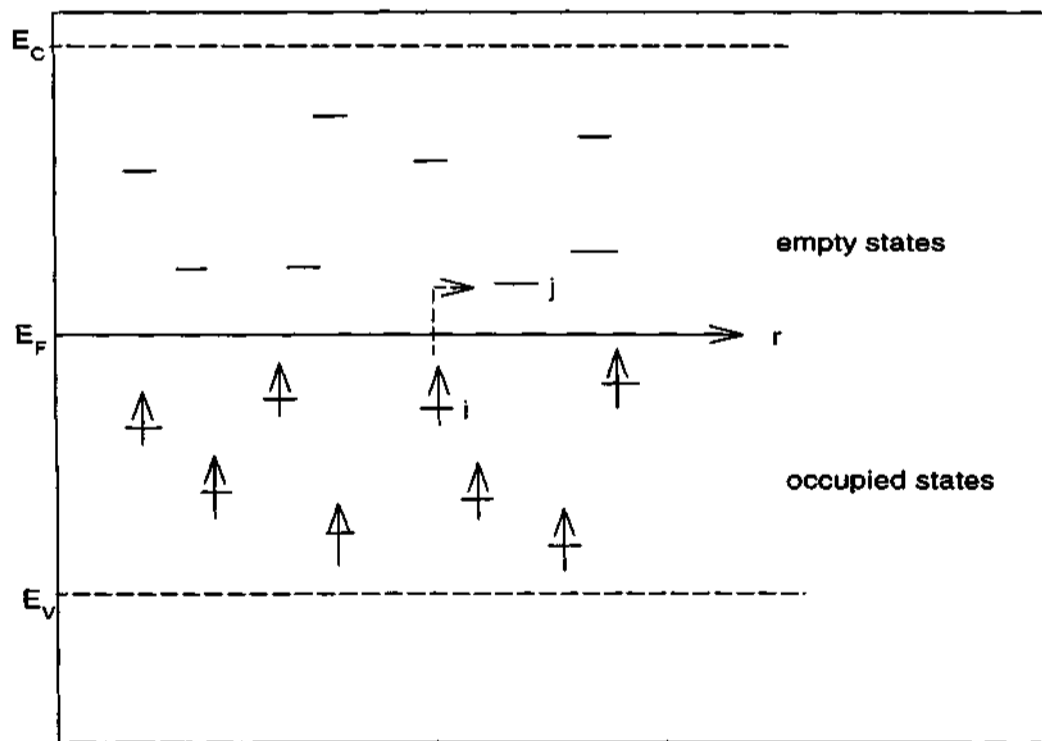 E_C
empty states
j
E_F
r
i
occupied states
E_V